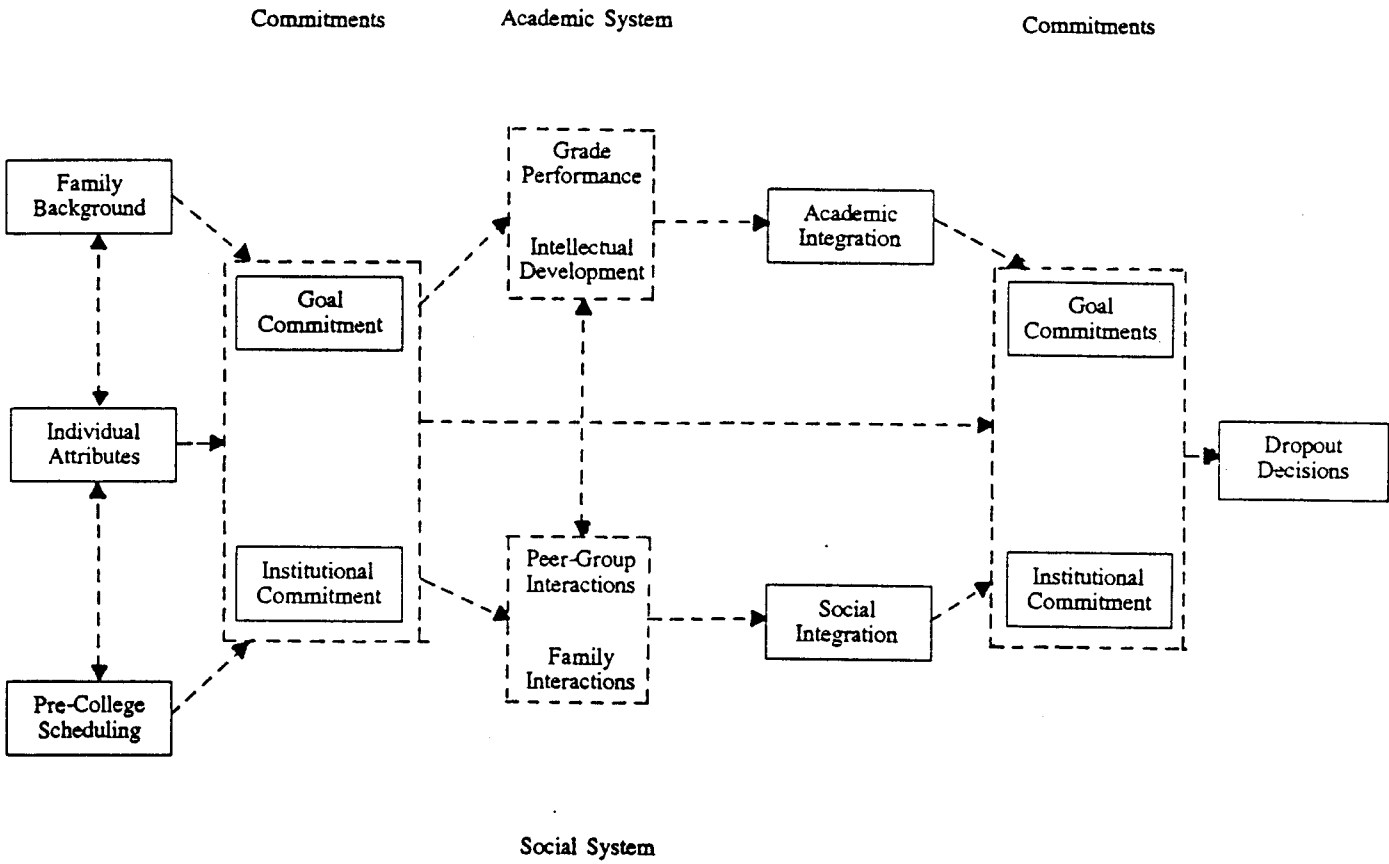 Commitments
Academic System
Commitments
Family
Background
Individual
Attributes
Pre-College
Scheduling
Goal
Commitment
Institutional
Commitment
Grade
Performance
Intellectual
Development
Peer-Group
Interactions
Family
Interactions
Academic
Integration
Social
Integration
Goal
Commitments
Institutional
Commitment
Dropout
Decisions
Social System